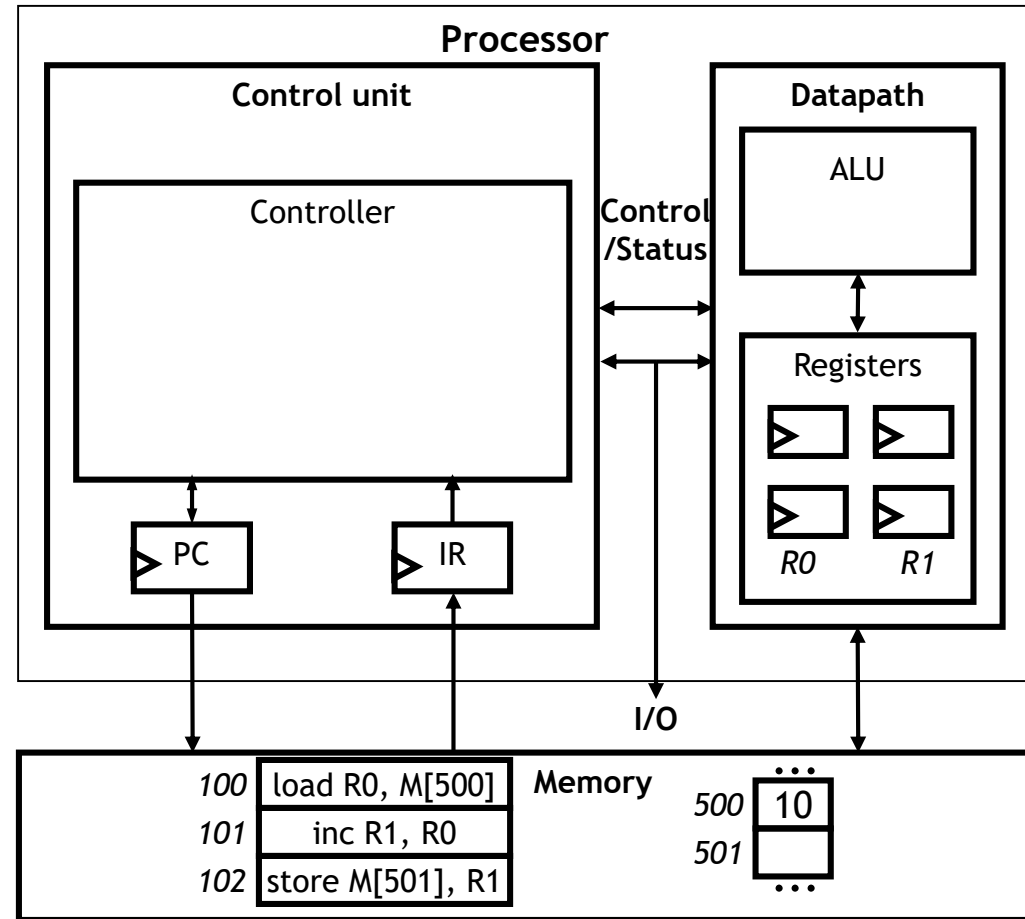 Processor
Control unit
Datapath
Controller
ALU
Control
/Status
Registers
R0 R1
PC
IR
I/O
Memory
100 load R0, M[500]
101 inc R1, R0
102 store M[501], R1
...
500 10
501
...